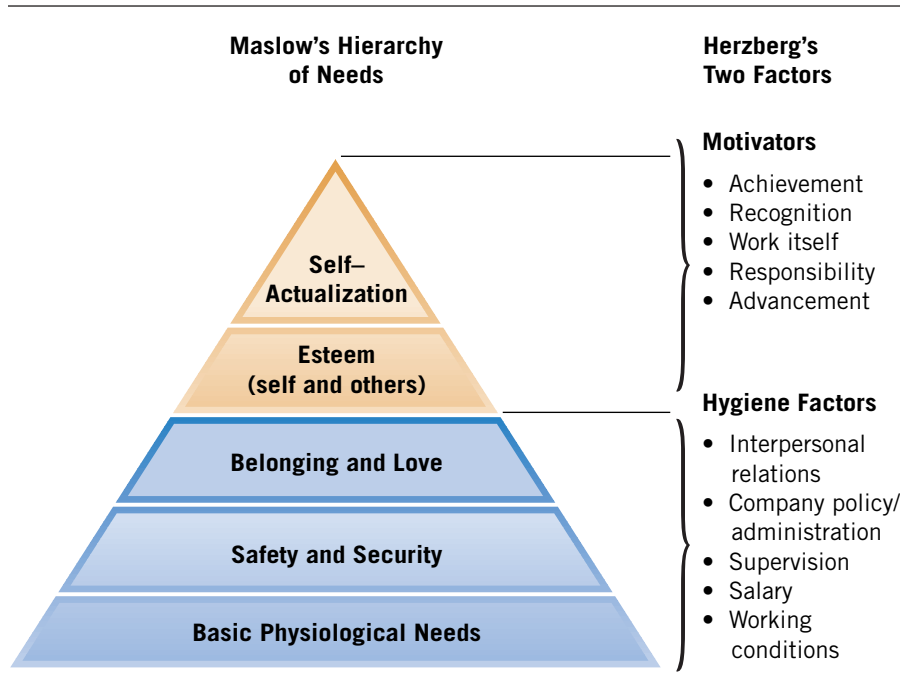 Maslow’s Hierarchy
of Needs
Herzberg’s
Two Factors
Self–
Actualization
Esteem
(self and others)
Belonging and Love
Safety and Security
Basic Physiological Needs
Motivators
• Achievement
• Recognition
• Work itself
• Responsibility
• Advancement
Hygiene Factors
• Interpersonal
relations
• Company policy/
administration
• Supervision
• Salary
• Working
conditions